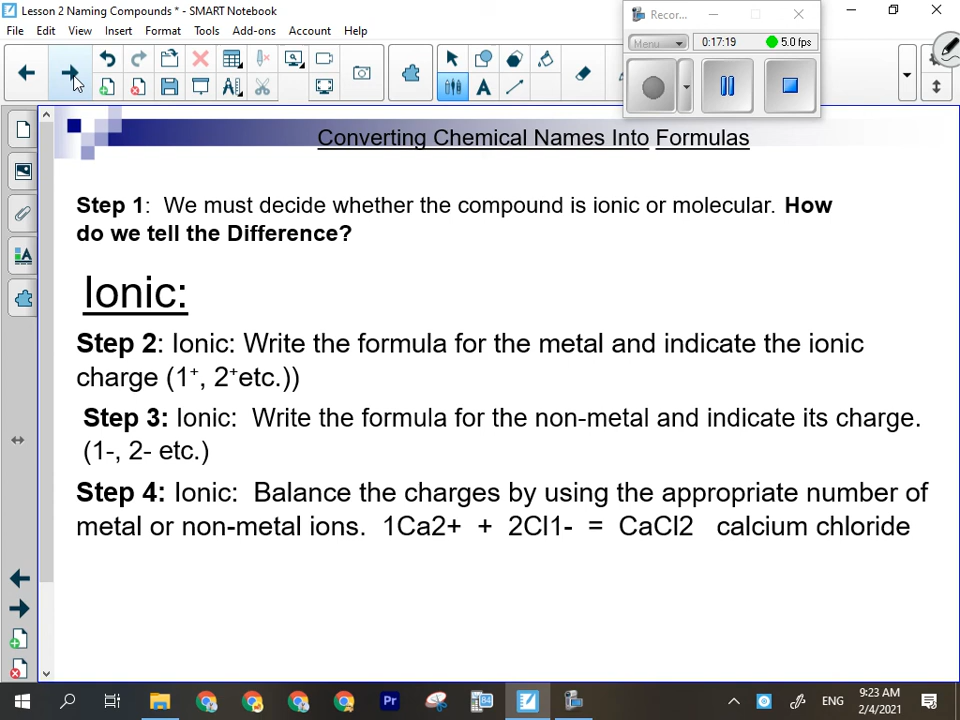 Lesson 2 Naming Compounds * - SMART Notebook
File Edit View Insert Format Tools Add-ons Account Help
Recor...
Menu 0:17:19 5.0 fps
Converting Chemical Names Into Formulas
Step 1: We must decide whether the compound is ionic or molecular. How
do we tell the Difference?
Ionic:
Step 2: Ionic: Write the formula for the metal and indicate the ionic
charge (1⁺, 2⁺etc.))
Step 3: Ionic: Write the formula for the non-metal and indicate its charge.
(1-, 2- etc.)
Step 4: Ionic: Balance the charges by using the appropriate number of
metal or non-metal ions. 1Ca2+ + 2Cl1- = CaCl2 calcium chloride
Pr
ENG
9:23 AM
2/4/2021